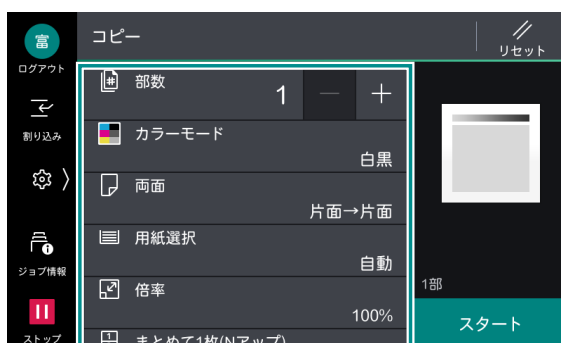 富
ログアウト
割り込み
ジョブ情報
ストップ
コピー
リセット
部数
1
カラーモード
白黒
両面
片面→片面
用紙選択
自動
倍率
100%
まとめて1枚(Nアップ)
1部
スタート